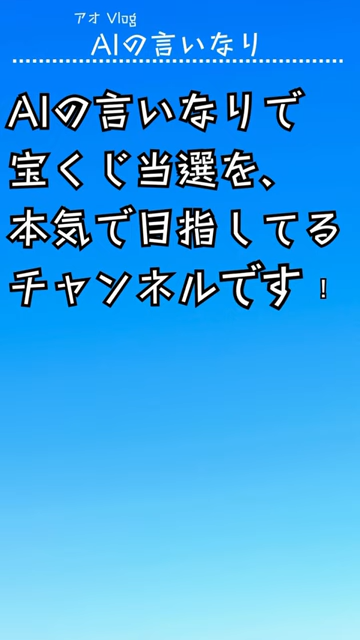 アオ Vlog
AIの言いなり
AIの言いなりで
宝くじ当選を、
本気で目指してる
チャンネルです！